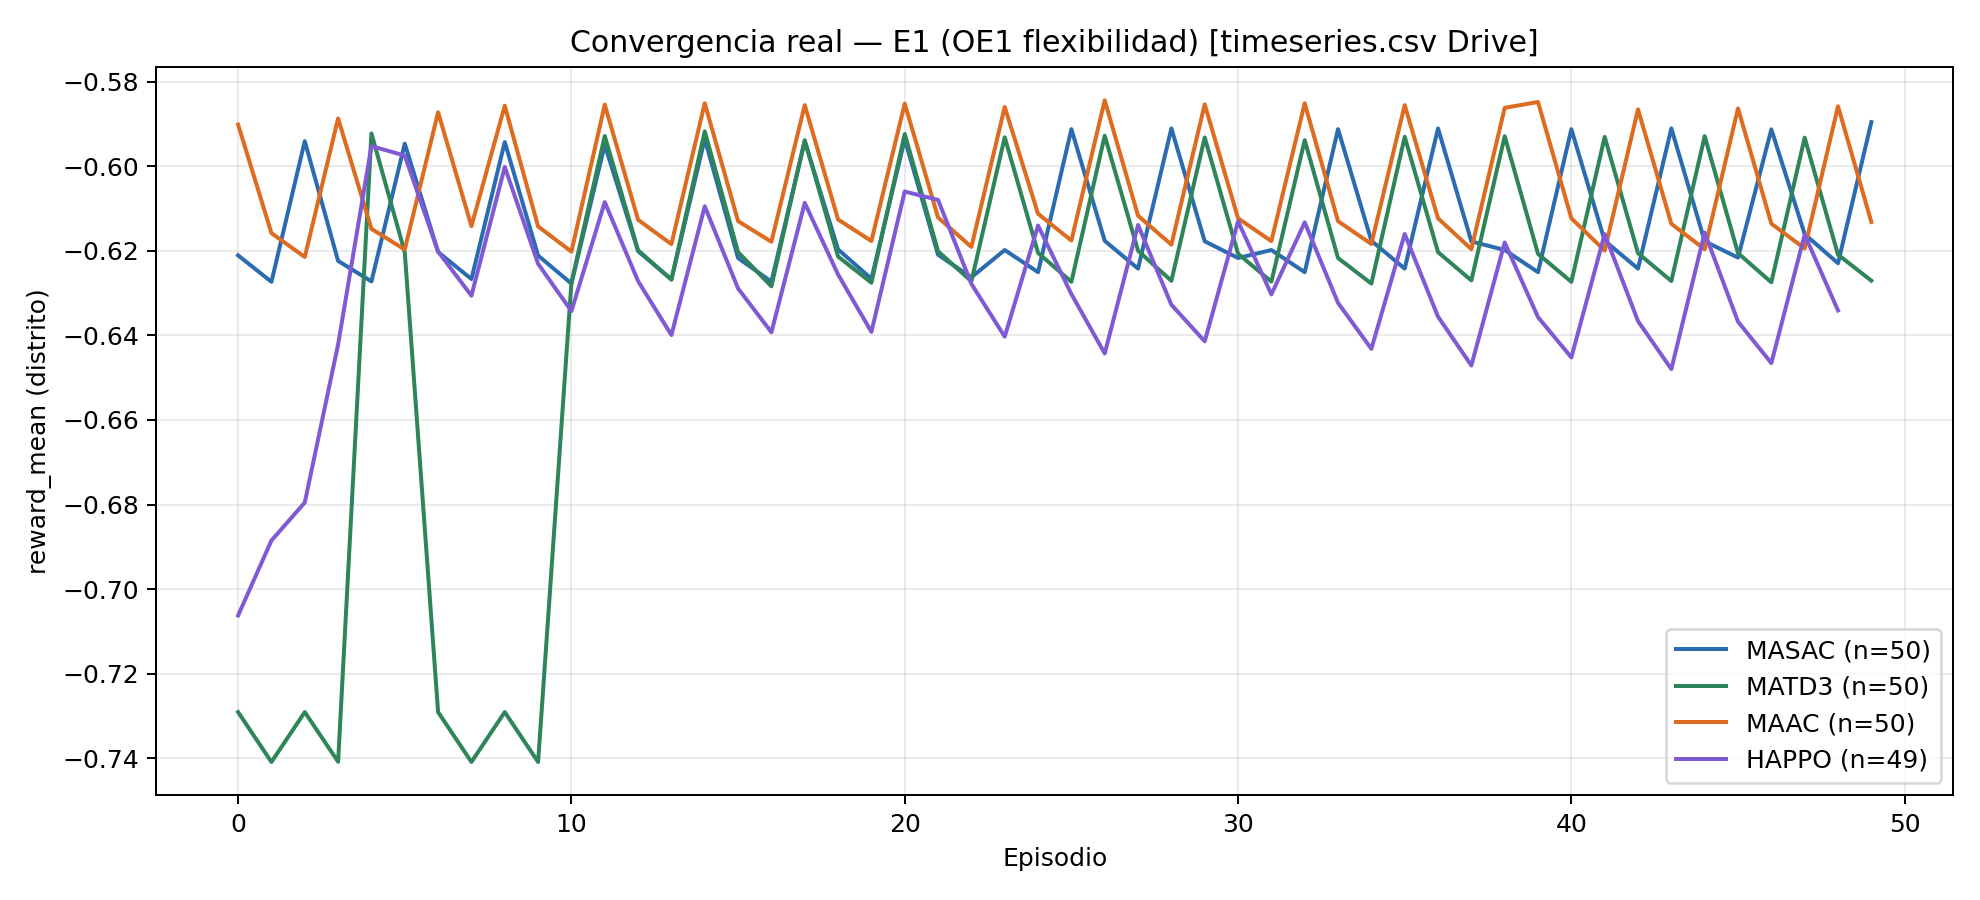 Convergencia real — E1 (OE1 flexibilidad) [timeseries.csv Drive]
reward_mean (distrito)
−0.58
−0.60
−0.62
−0.64
−0.66
−0.68
−0.70
−0.72
−0.74
0 10 20 30 40 50
Episodio
MASAC (n=50)
MATD3 (n=50)
MAAC (n=50)
HAPPO (n=49)